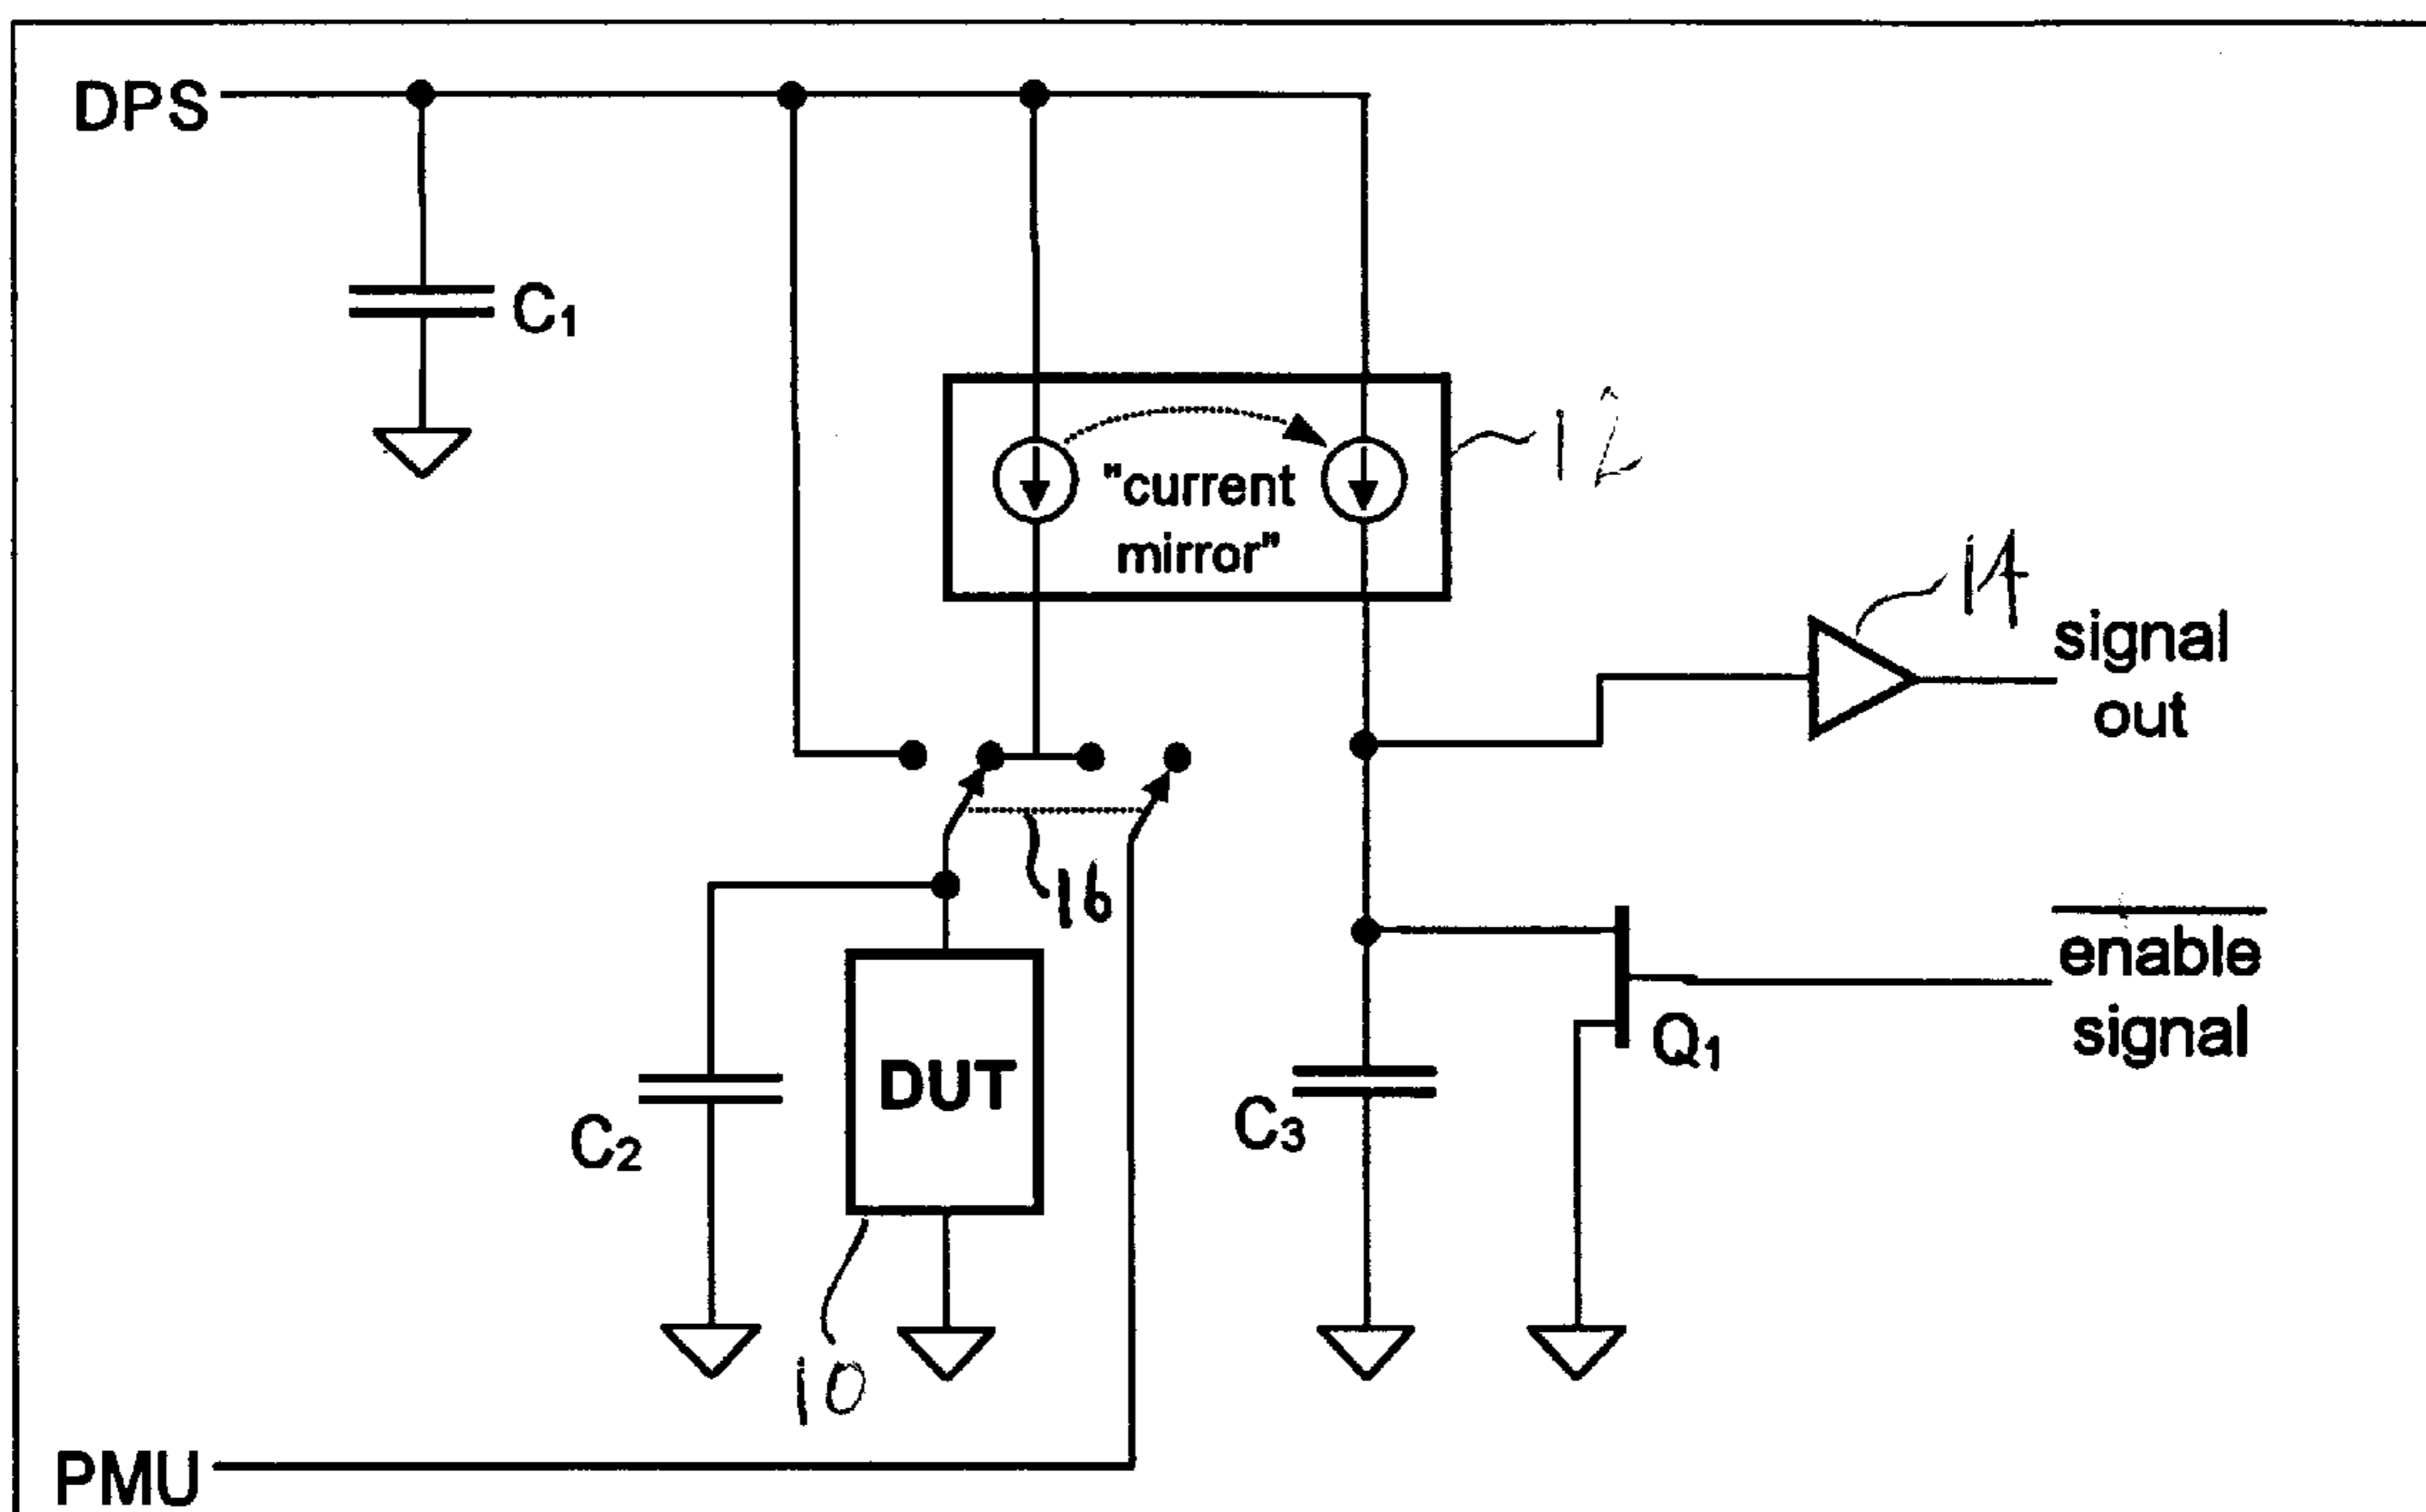 DPS
C1
"current
mirror"
12
14
signal
out
16
enable
signal
Q1
DUT
C2
C3
10
PMU